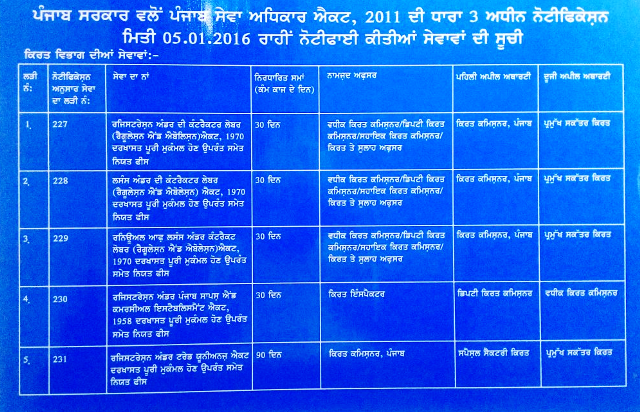 ਪੰਜਾਬ ਸਰਕਾਰ ਵਲੋਂ ਪੰਜਾਬ ਸੇਵਾ ਅਧਿਕਾਰ ਐਕਟ, 2011 ਦੀ ਧਾਰਾ 3 ਅਧੀਨ ਨੋਟੀਫਿਕੇਸ਼ਨ
ਮਿਤੀ 05.01.2016 ਰਾਹੀਂ ਨੋਟੀਫਾਈ ਕੀਤੀਆਂ ਸੇਵਾਵਾਂ ਦੀ ਸੂਚੀ
ਕਿਰਤ ਵਿਭਾਗ ਦੀਆਂ ਸੇਵਾਵਾਂ:-
ਲੜੀ ਨੋਟੀਫਿਕੇਸ਼ਨ ਸੇਵਾ ਦਾ ਨਾਂ ਨਿਰਧਾਰਿਤ ਸਮਾਂ ਨਾਮਜ਼ਦ ਅਫ਼ਸਰ ਪਹਿਲੀ ਅਪੀਲ ਅਥਾਰਟੀ ਦੂਜੀ ਅਪੀਲ ਅਥਾਰਟੀ
ਨੰ: ਅਨੁਸਾਰ ਸੇਵਾ (ਕੰਮ ਕਾਜ ਦੇ ਦਿਨ)
ਦਾ ਲੜੀ ਨੰ:
1. 227 ਰਜਿਸਟਰੇਸ਼ਨ ਅੰਡਰ ਦੀ ਕੰਟਰੈਕਟਰ ਲੇਬਰ 30 ਦਿਨ ਵਧੀਕ ਕਿਰਤ ਕਮਿਸ਼ਨਰ/ਡਿਪਟੀ ਕਿਰਤ ਕਿਰਤ ਕਮਿਸ਼ਨਰ, ਪੰਜਾਬ ਪ੍ਰਮੁੱਖ ਸਕੱਤਰ ਕਿਰਤ
(ਰੈਗੂਲੇਸ਼ਨ ਐਂਡ ਐਬੋਲਿਸ਼ਨ)ਐਕਟ, 1970 ਕਮਿਸ਼ਨਰ/ਸਹਾਇਕ ਕਿਰਤ ਕਮਿਸ਼ਨਰ/
ਦਰਖਾਸਤ ਪੂਰੀ ਮੁਕੰਮਲ ਹੋਣ ਉਪਰੰਤ ਸਮੇਤ ਕਿਰਤ ਤੇ ਸੁਲਾਹ ਅਫ਼ਸਰ
ਨਿਯਤ ਫੀਸ
2. 228 ਲਸੰਸ ਅੰਡਰ ਦੀ ਕੰਟਰੈਕਟਰ ਲੇਬਰ 30 ਦਿਨ ਵਧੀਕ ਕਿਰਤ ਕਮਿਸ਼ਨਰ/ਡਿਪਟੀ ਕਿਰਤ ਕਿਰਤ ਕਮਿਸ਼ਨਰ, ਪੰਜਾਬ ਪ੍ਰਮੁੱਖ ਸਕੱਤਰ ਕਿਰਤ
(ਰੈਗੂਲੇਸ਼ਨ ਐਂਡ ਐਬੋਲੇਸ਼ਨ) ਐਕਟ, 1970 ਕਮਿਸ਼ਨਰ/ਸਹਾਇਕ ਕਿਰਤ ਕਮਿਸ਼ਨਰ/
ਦਰਖਾਸਤ ਪੂਰੀ ਮੁਕੰਮਲ ਹੋਣ ਉਪਰੰਤ ਸਮੇਤ ਕਿਰਤ ਤੇ ਸੁਲਾਹ ਅਫ਼ਸਰ
ਨਿਯਤ ਫੀਸ
3. 229 ਰਨਿਊਅਲ ਆਫ ਲਸੰਸ ਅੰਡਰ ਕੰਟਰੈਕਟ 30 ਦਿਨ ਵਧੀਕ ਕਿਰਤ ਕਮਿਸ਼ਨਰ/ਡਿਪਟੀ ਕਿਰਤ ਕਿਰਤ ਕਮਿਸ਼ਨਰ, ਪੰਜਾਬ ਪ੍ਰਮੁੱਖ ਸਕੱਤਰ ਕਿਰਤ
ਲੇਬਰ (ਰੈਗੂਲੇਸ਼ਨ ਐਂਡ ਐਬੋਲੇਸ਼ਨ)ਐਕਟ, ਕਮਿਸ਼ਨਰ/ਸਹਾਇਕ ਕਿਰਤ ਕਮਿਸ਼ਨਰ/
1970 ਦਰਖਾਸਤ ਪੂਰੀ ਮੁਕੰਮਲ ਹੋਣ ਉਪਰੰਤ ਕਿਰਤ ਤੇ ਸੁਲਾਹ ਅਫ਼ਸਰ
ਸਮੇਤ ਨਿਯਤ ਫੀਸ
4. 230 ਰਜਿਸਟਰੇਸ਼ਨ ਅੰਡਰ ਪੰਜਾਬ ਸ਼ਾਪਸ ਐਂਡ 30 ਦਿਨ ਕਿਰਤ ਇੰਸਪੈਕਟਰ ਡਿਪਟੀ ਕਿਰਤ ਕਮਿਸ਼ਨਰ ਵਧੀਕ ਕਿਰਤ ਕਮਿਸ਼ਨਰ
ਕਮਰਸ਼ੀਅਲ ਇਸਟੈਬਲਿਸ਼ਮੈਂਟ ਐਕਟ,
1958 ਦਰਖਾਸਤ ਪੂਰੀ ਮੁਕੰਮਲ ਹੋਣ ਉਪਰੰਤ
ਸਮੇਤ ਨਿਯਤ ਫੀਸ
5. 231 ਰਜਿਸਟਰੇਸ਼ਨ ਅੰਡਰ ਟਰੇਡ ਯੂਨੀਅਨਜ਼ ਐਕਟ 90 ਦਿਨ ਕਿਰਤ ਕਮਿਸ਼ਨਰ, ਪੰਜਾਬ ਸਪੈਸ਼ਲ ਸੈਕਟਰੀ ਕਿਰਤ ਪ੍ਰਮੁੱਖ ਸਕੱਤਰ ਕਿਰਤ
ਦਰਖਾਸਤ ਪੂਰੀ ਮੁਕੰਮਲ ਹੋਣ ਉਪਰੰਤ ਸਮੇਤ
ਨਿਯਤ ਫੀਸ